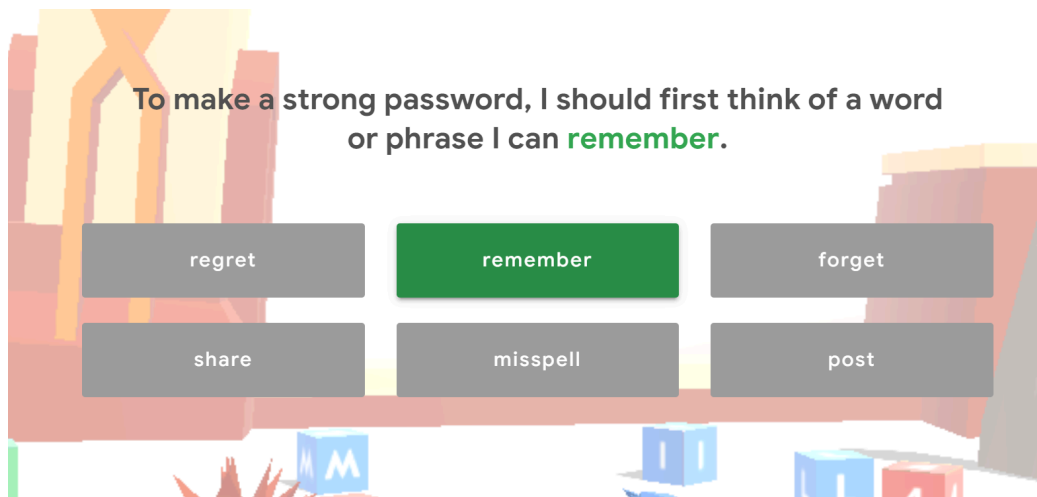 To make a strong password, I should first think of a word
or phrase I can remember.
regret remember forget
share misspell post
M M I I